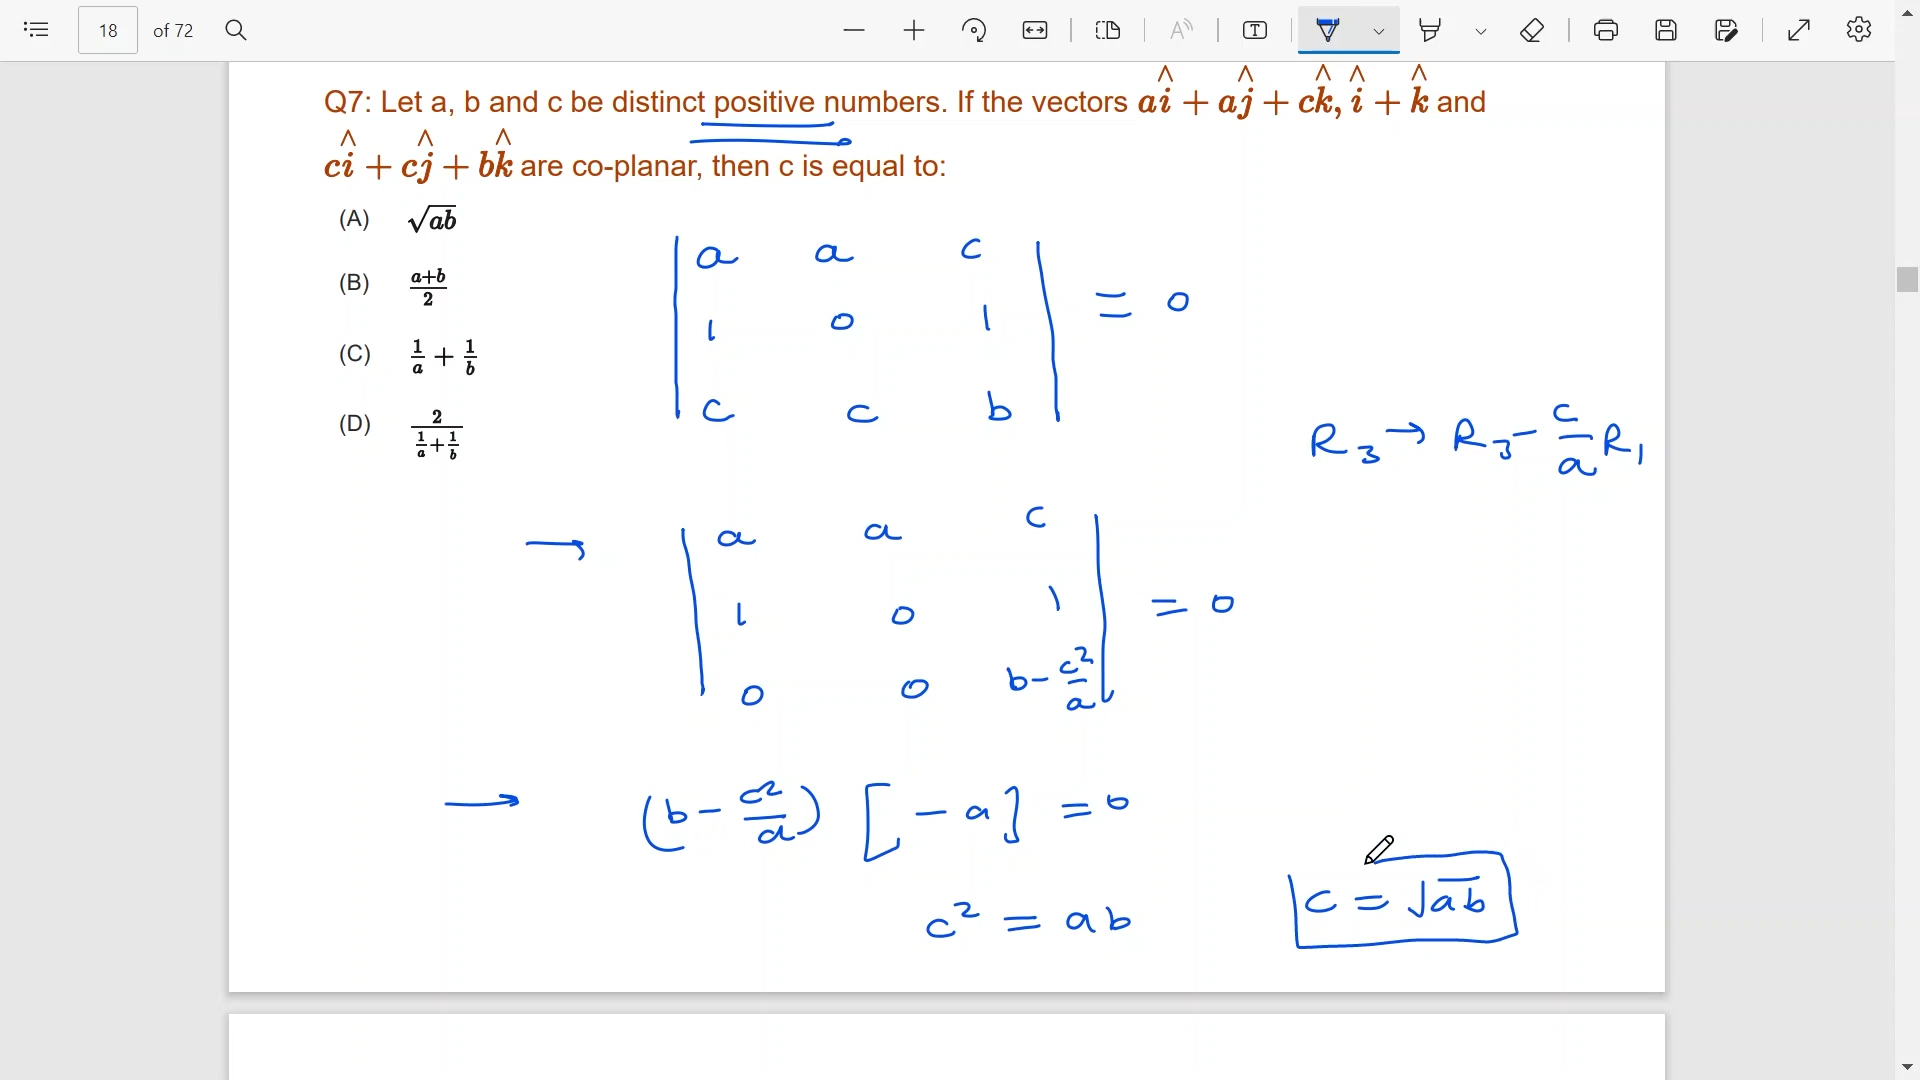 18 of 72
Q7: Let a, b and c be distinct positive numbers. If the vectors aî + aĵ + ck̂, î + k̂ and
cî + cĵ + bk̂ are co-planar, then c is equal to:
(A) √ab
(B) a+b/2
(C) 1/a + 1/b
(D) 2/(1/a + 1/b)
| a a c |
| 1 0 1 | = 0
| c c b |
R₃ → R₃ − c/a R₁
→ | a a c |
| 1 0 1 | = 0
| 0 0 b − c²/a |
→ (b − c²/a) [− a] = 0
c² = ab
c = √ab